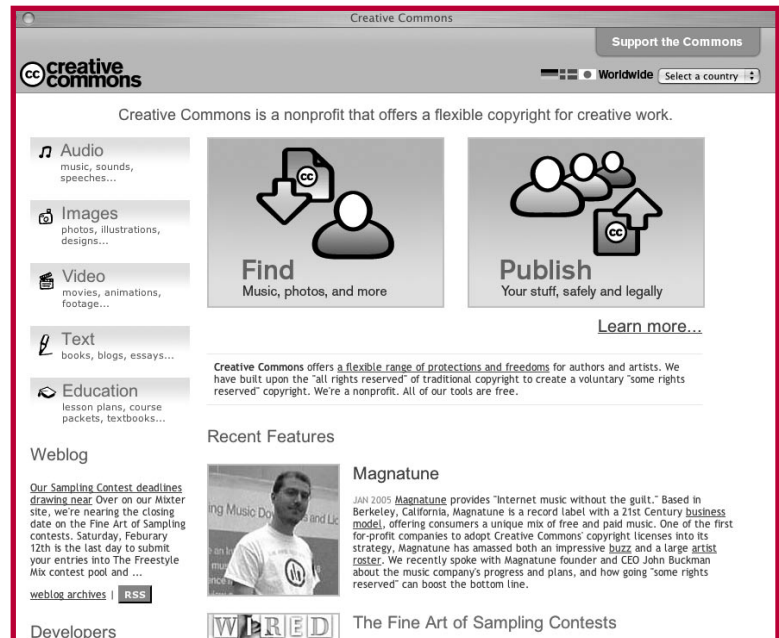 Creative Commons
Support the Commons
cc creative
commons
Worldwide Select a country
Creative Commons is a nonprofit that offers a flexible copyright for creative work.
Audio
music, sounds,
speeches...
Images
photos, illustrations,
designs...
Video
movies, animations,
footage...
Text
books, blogs, essays...
Education
lesson plans, course
packets, textbooks...
cc
Find
Music, photos, and more
cc
Publish
Your stuff, safely and legally
Learn more...
Creative Commons offers a flexible range of protections and freedoms for authors and artists. We
have built upon the "all rights reserved" of traditional copyright to create a voluntary "some rights
reserved" copyright. We're a nonprofit. All of our tools are free.
Weblog
Our Sampling Contest deadlines
drawing near Over on our Mixter
site, we're nearing the closing
date on the Fine Art of Sampling
contests. Saturday, Feburary
12th is the last day to submit
your entries into The Freestyle
Mix contest pool and ...
weblog archives | RSS
Developers
Recent Features
ing Music Do
and Lic
Magnatune
JAN 2005 Magnatune provides "Internet music without the guilt." Based in
Berkeley, California, Magnatune is a record label with a 21st Century business
model, offering consumers a unique mix of free and paid music. One of the first
for-profit companies to adopt Creative Commons' copyright licenses into its
strategy, Magnatune has amassed both an impressive buzz and a large artist
roster. We recently spoke with Magnatune founder and CEO John Buckman
about the music company's progress and plans, and how going "some rights
reserved" can boost the bottom line.
WIRED
The Fine Art of Sampling Contests